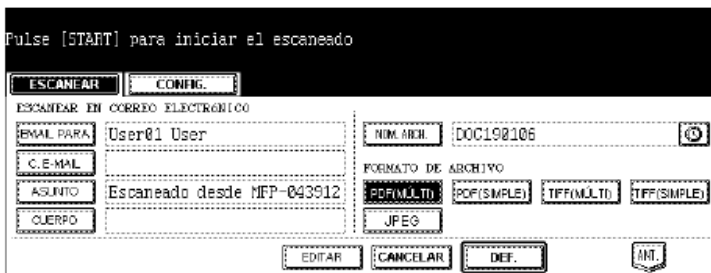 Pulse [START] para iniciar el escaneado
ESCANEAR CONFIG.
ESCANEAR EN CORREO ELECTRóNICO
EMAIL PARA User01 User
C.E-MAIL
ASUNTO Escaneado desde MFP-043912
CUERPO
NOM. ARCH. DOC190106
FORMATO DE ARCHIVO
PDF(MÚLTI) PDF(SIMPLE) TIFF(MÚLTI) TIFF(SIMPLE)
JPEG
EDITAR CANCELAR DEF. ANT.